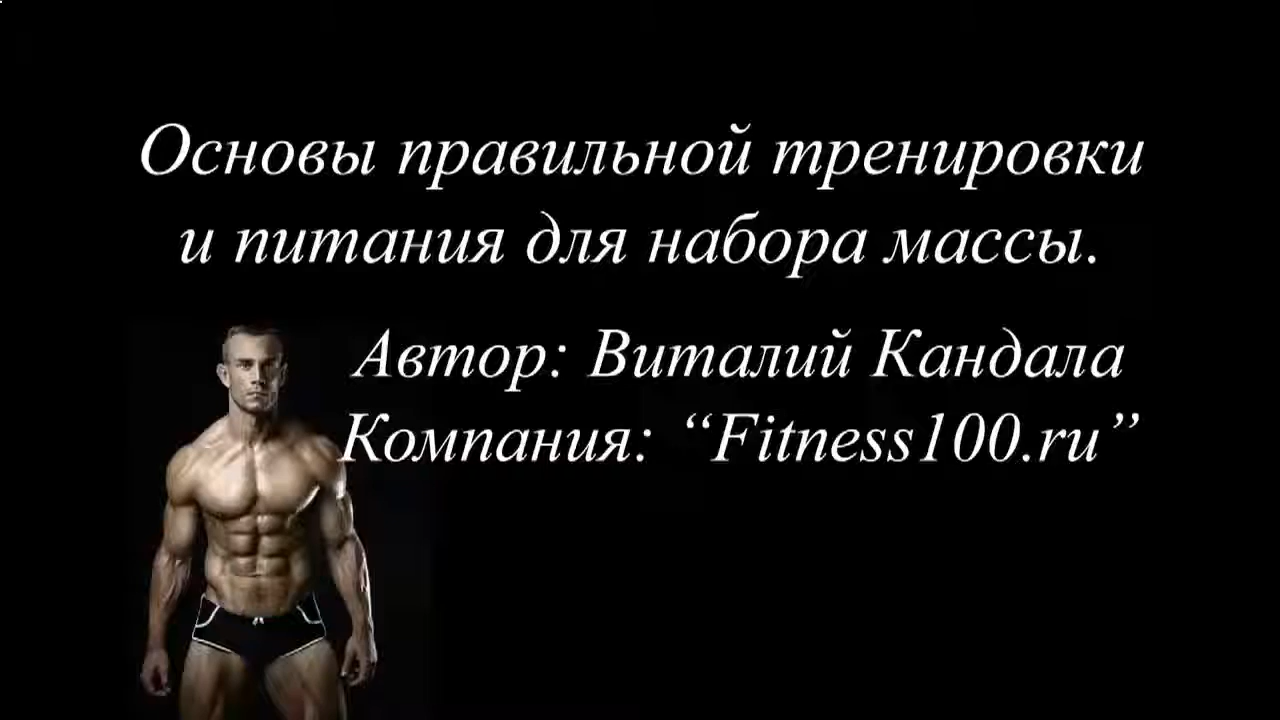 Основы правильной тренировки
и питания для набора массы.
Автор: Виталий Кандала
Компания: “Fitness100.ru”